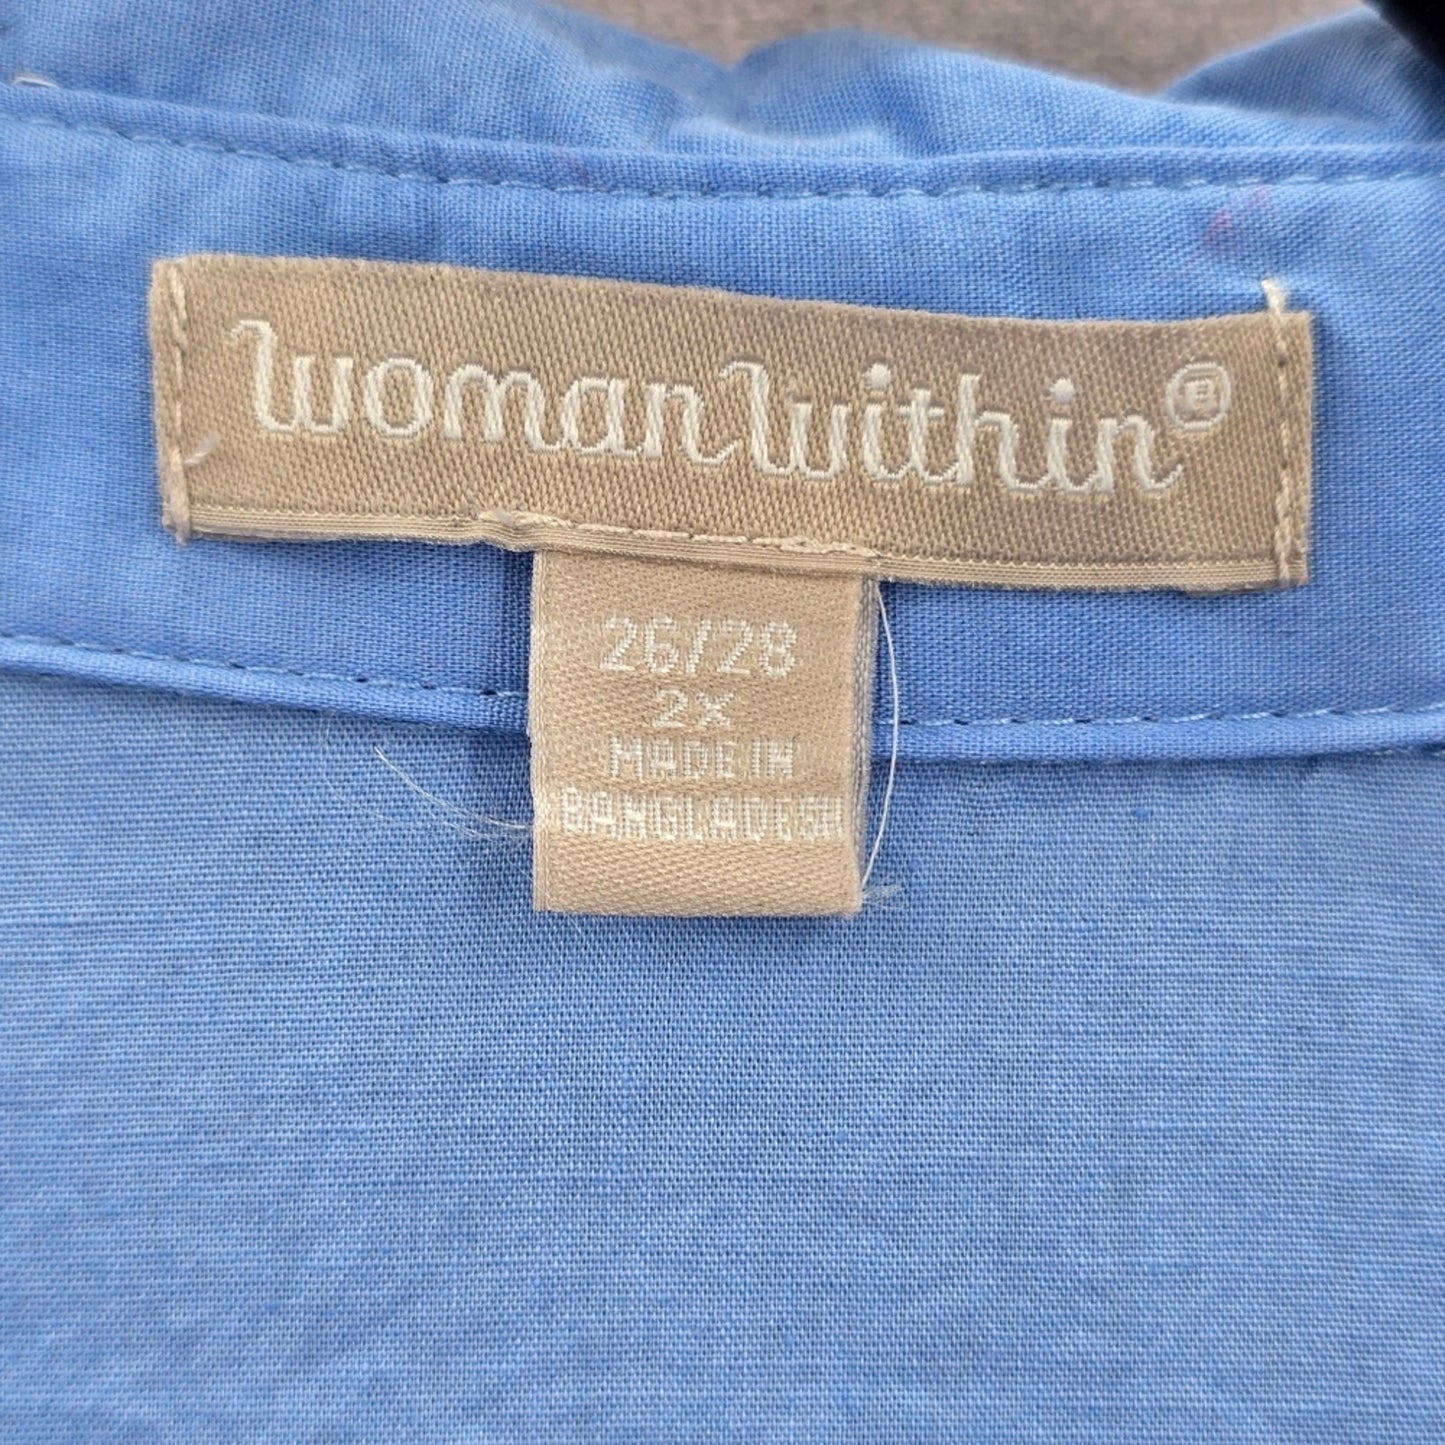 woman within®
26/28
2X
MADE IN
BANGLADESH